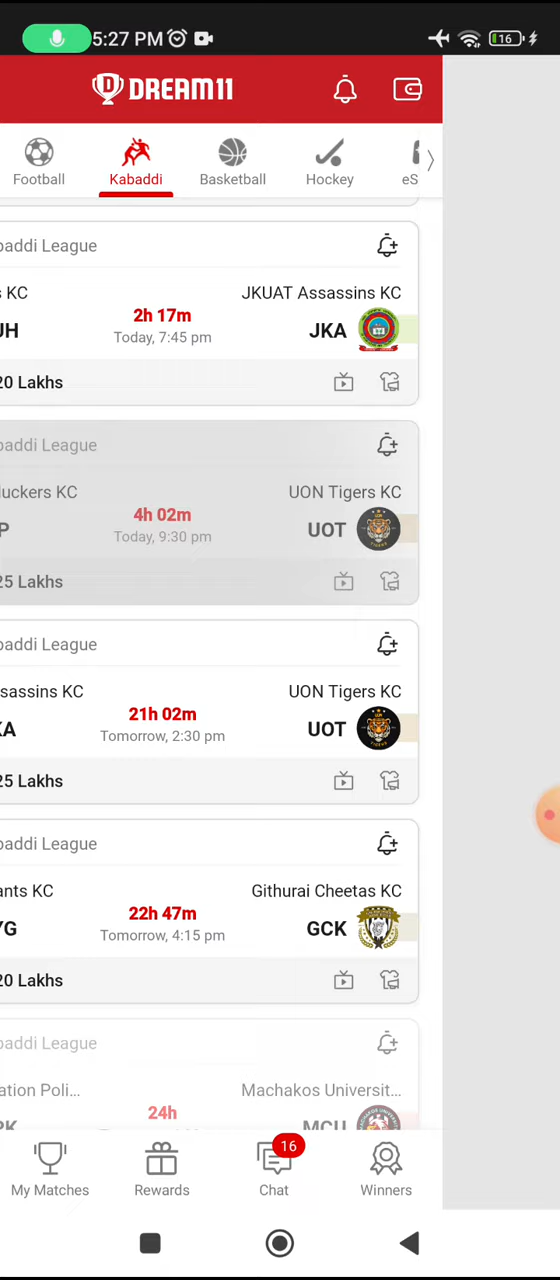 5:27 PM
16
DREAM11
Football
Kabaddi
Basketball
Hockey
eS
baddi League
s KC
JKUAT Assassins KC
2h 17m
JH
JKA
Today, 7:45 pm
20 Lakhs
baddi League
luckers KC
UON Tigers KC
4h 02m
P
UOT
Today, 9:30 pm
25 Lakhs
baddi League
sassins KC
UON Tigers KC
21h 02m
KA
UOT
Tomorrow, 2:30 pm
25 Lakhs
baddi League
ants KC
Githurai Cheetas KC
22h 47m
YG
GCK
Tomorrow, 4:15 pm
20 Lakhs
baddi League
ation Poli...
Machakos Universit...
24h
PK
MCU
16
My Matches
Rewards
Chat
Winners